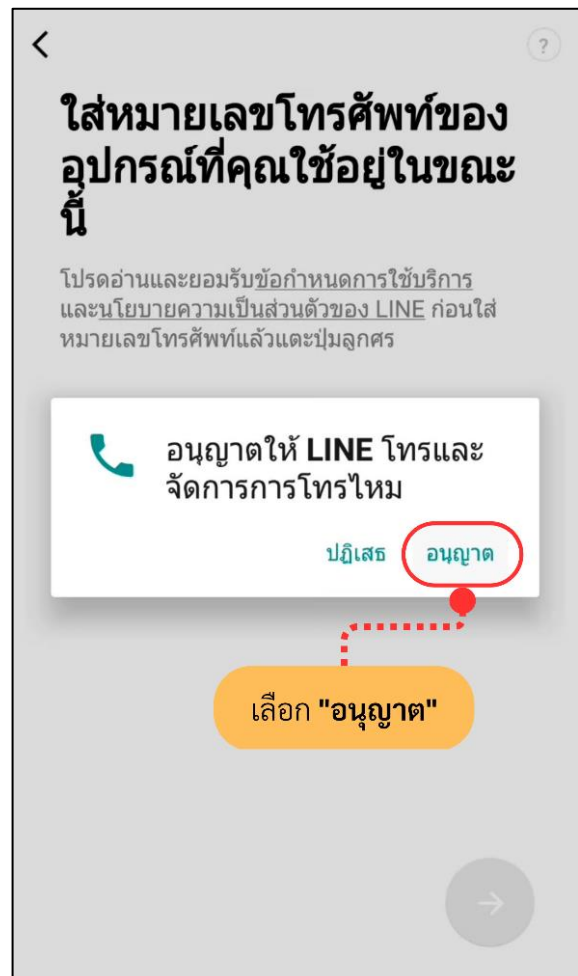 ใส่หมายเลขโทรศัพท์ของ
อุปกรณ์ที่คุณใช้อยู่ในขณะ
นี้
โปรดอ่านและยอมรับข้อกำหนดการใช้บริการ
และนโยบายความเป็นส่วนตัวของ LINE ก่อนใส่
หมายเลขโทรศัพท์แล้วแตะปุ่มลูกศร
อนุญาตให้ LINE โทรและ
จัดการการโทรไหม
ปฏิเสธ อนุญาต
เลือก "อนุญาต"